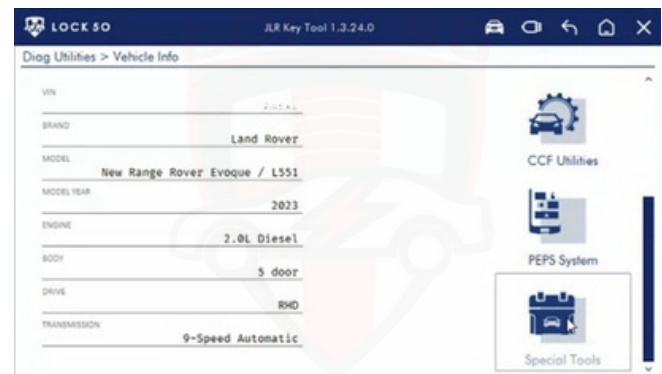 LOCK 50
JLR Key Tool 1.3.24.0
Diag Utilities > Vehicle Info
VIN
BRAND
Land Rover
MODEL
New Range Rover Evoque / L551
MODEL YEAR
2023
ENGINE
2.0L Diesel
BODY
5 door
DRIVE
RHD
TRANSMISSION
9-Speed Automatic
CCF Utilities
PEPS System
Special Tools